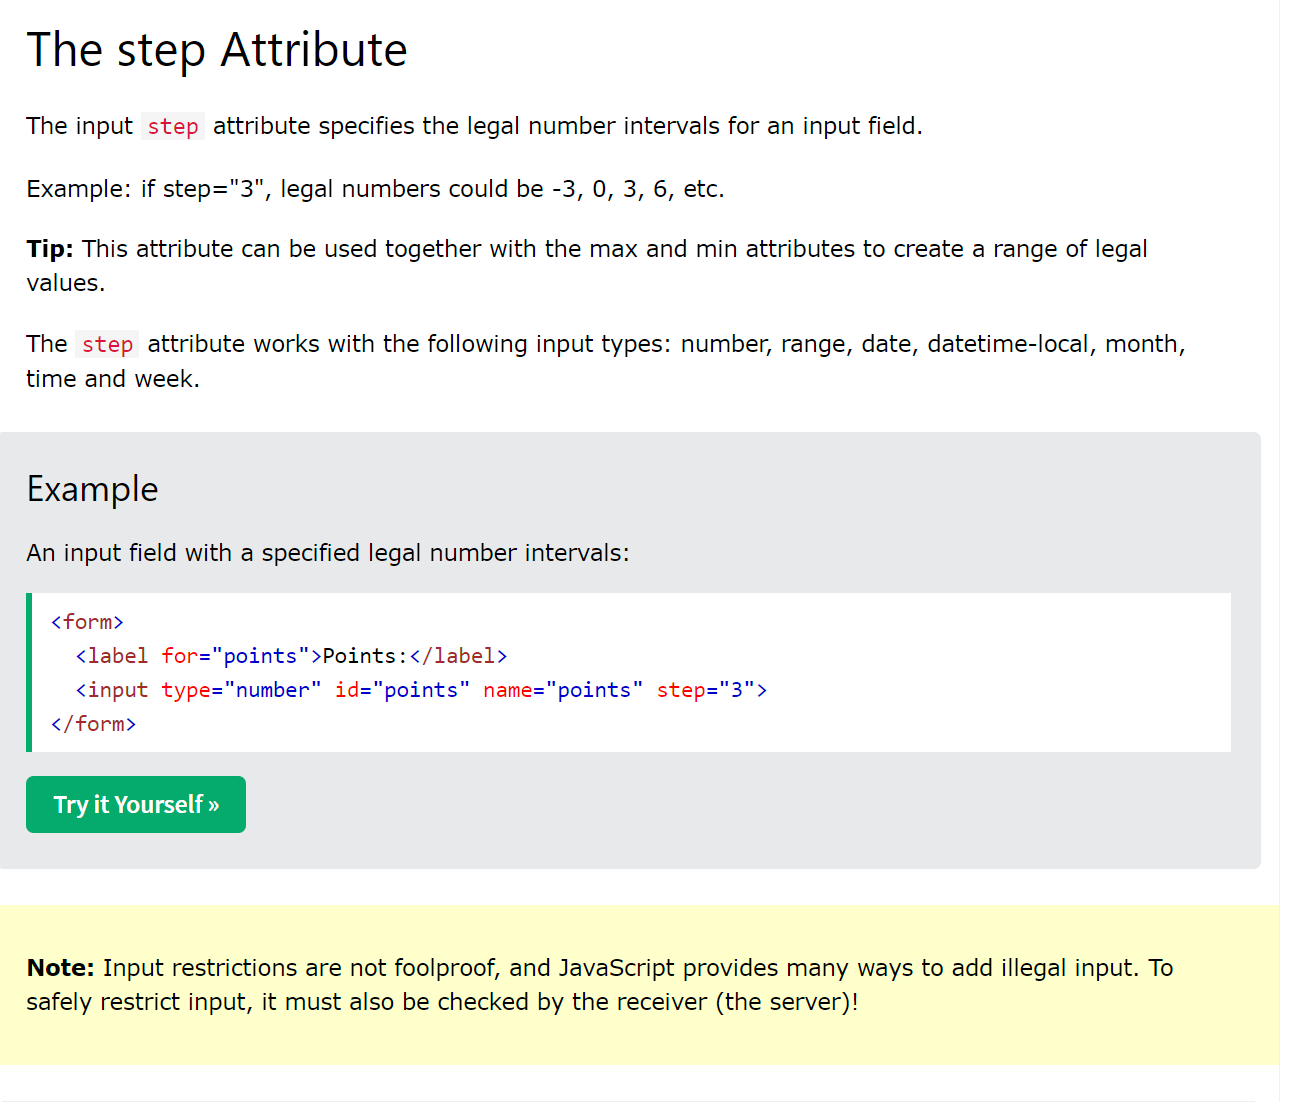 The step Attribute
The input step attribute specifies the legal number intervals for an input field.
Example: if step="3", legal numbers could be -3, 0, 3, 6, etc.
Tip: This attribute can be used together with the max and min attributes to create a range of legal
values.
The step attribute works with the following input types: number, range, date, datetime-local, month,
time and week.
Example
An input field with a specified legal number intervals:
<form>
  <label for="points">Points:</label>
  <input type="number" id="points" name="points" step="3">
</form>
Try it Yourself »
Note: Input restrictions are not foolproof, and JavaScript provides many ways to add illegal input. To
safely restrict input, it must also be checked by the receiver (the server)!